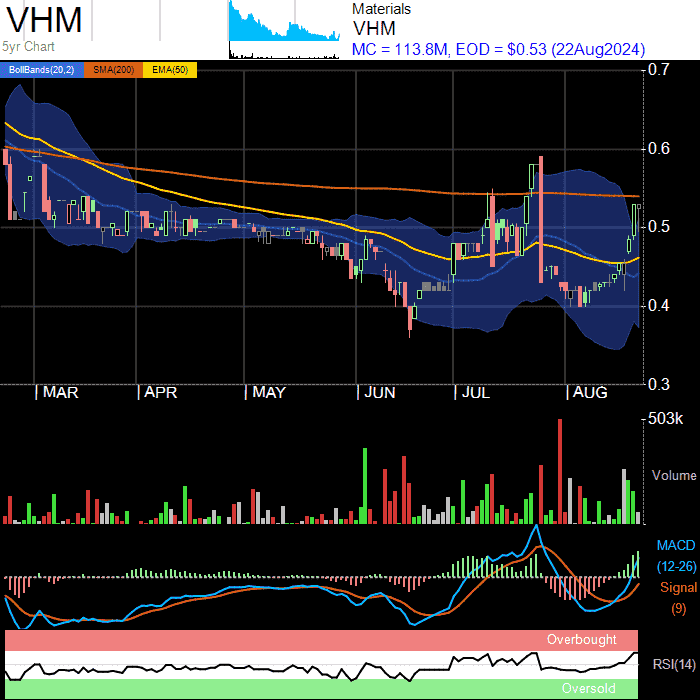 VHM
5yr Chart
Materials
VHM
MC = 113.8M, EOD = $0.53 (22Aug2024)
BollBands(20,2) SMA(200) EMA(50)
0.7
0.6
0.5
0.4
0.3
| MAR | APR | MAY | JUN | JUL | AUG
503k
Volume
MACD
(12-26)
Signal
(9)
Overbought
RSI(14)
Oversold